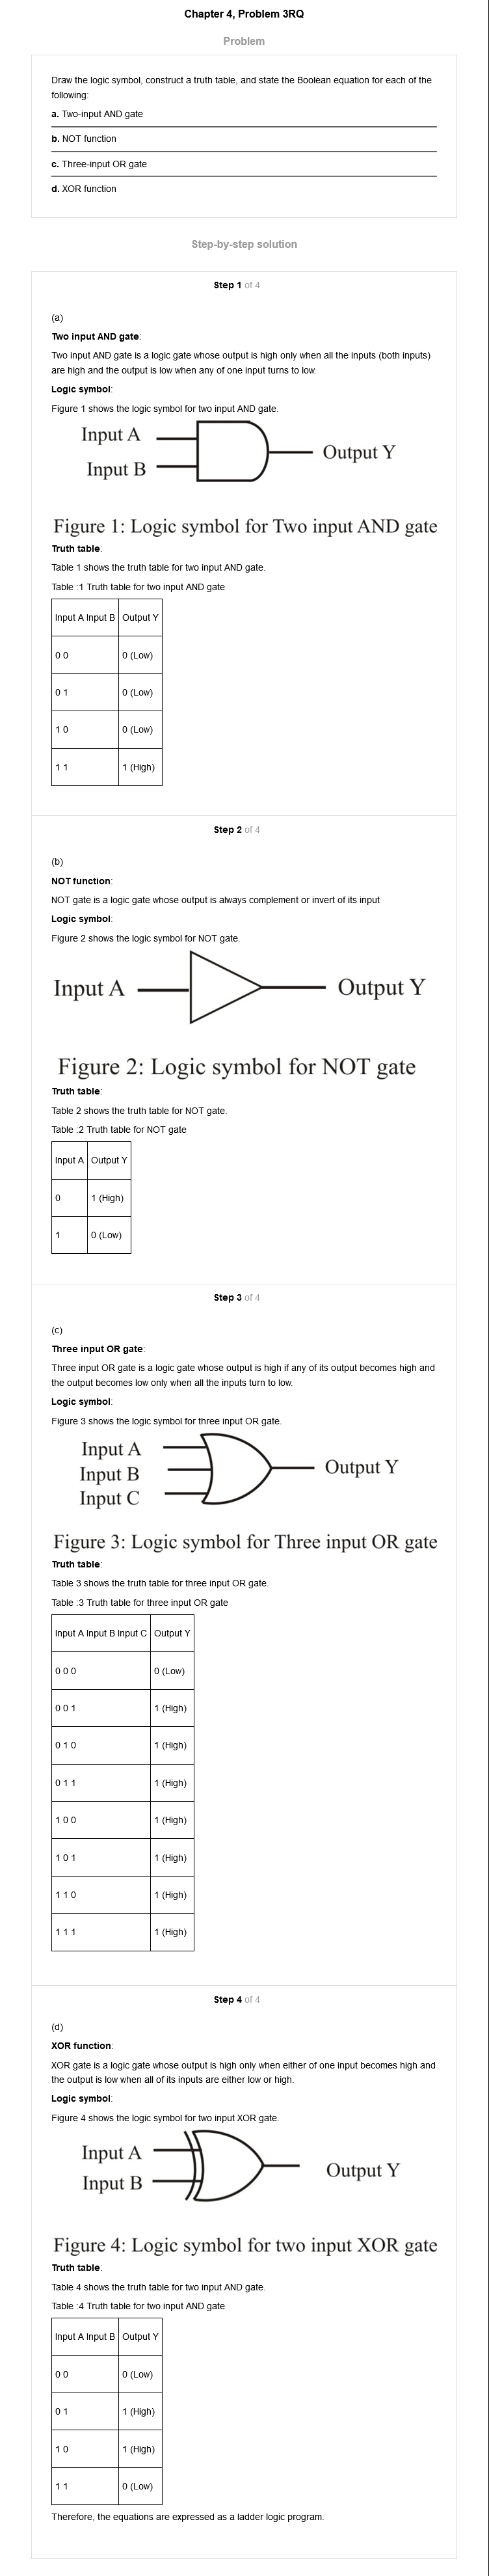 Chapter 4, Problem 3RQ
Problem
Draw the logic symbol, construct a truth table, and state the Boolean equation for each of the
following:
a. Two-input AND gate
b. NOT function
c. Three-input OR gate
d. XOR function
Step-by-step solution
Step 1 of 4
(a)
Two input AND gate:
Two input AND gate is a logic gate whose output is high only when all the inputs (both inputs)
are high and the output is low when any of one input turns to low.
Logic symbol:
Figure 1 shows the logic symbol for two input AND gate.
Input A
Input B
Output Y
Figure 1: Logic symbol for Two input AND gate
Truth table:
Table 1 shows the truth table for two input AND gate.
Table :1 Truth table for two input AND gate
Input A Input B Output Y
0 0 0 (Low)
0 1 0 (Low)
1 0 0 (Low)
1 1 1 (High)
Step 2 of 4
(b)
NOT function:
NOT gate is a logic gate whose output is always complement or invert of its input
Logic symbol:
Figure 2 shows the logic symbol for NOT gate.
Input A Output Y
Figure 2: Logic symbol for NOT gate
Truth table:
Table 2 shows the truth table for NOT gate.
Table :2 Truth table for NOT gate
Input A Output Y
0 1 (High)
1 0 (Low)
Step 3 of 4
(c)
Three input OR gate:
Three input OR gate is a logic gate whose output is high if any of its output becomes high and
the output becomes low only when all the inputs turn to low.
Logic symbol:
Figure 3 shows the logic symbol for three input OR gate.
Input A
Input B
Input C
Output Y
Figure 3: Logic symbol for Three input OR gate
Truth table:
Table 3 shows the truth table for three input OR gate.
Table :3 Truth table for three input OR gate
Input A Input B Input C Output Y
0 0 0 0 (Low)
0 0 1 1 (High)
0 1 0 1 (High)
0 1 1 1 (High)
1 0 0 1 (High)
1 0 1 1 (High)
1 1 0 1 (High)
1 1 1 1 (High)
Step 4 of 4
(d)
XOR function:
XOR gate is a logic gate whose output is high only when either of one input becomes high and
the output is low when all of its inputs are either low or high.
Logic symbol:
Figure 4 shows the logic symbol for two input XOR gate.
Input A
Input B
Output Y
Figure 4: Logic symbol for two input XOR gate
Truth table:
Table 4 shows the truth table for two input AND gate.
Table :4 Truth table for two input AND gate
Input A Input B Output Y
0 0 0 (Low)
0 1 1 (High)
1 0 1 (High)
1 1 0 (Low)
Therefore, the equations are expressed as a ladder logic program.